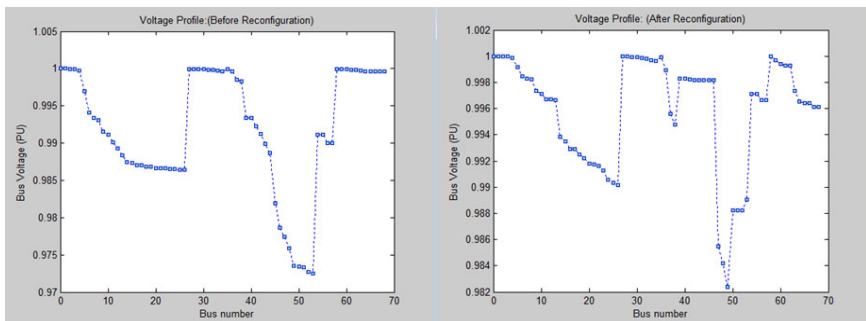 Voltage Profile:(Before Reconfiguration)
1.005
1
0.995
0.99
0.985
0.98
0.975
0.97
Bus Voltage (PU)
0 10 20 30 40 50 60 70
Bus number
Voltage Profile: (After Reconfiguration)
1.002
1
0.998
0.996
0.994
0.992
0.99
0.988
0.986
0.984
0.982
Bus Voltage (PU)
0 10 20 30 40 50 60 70
Bus number